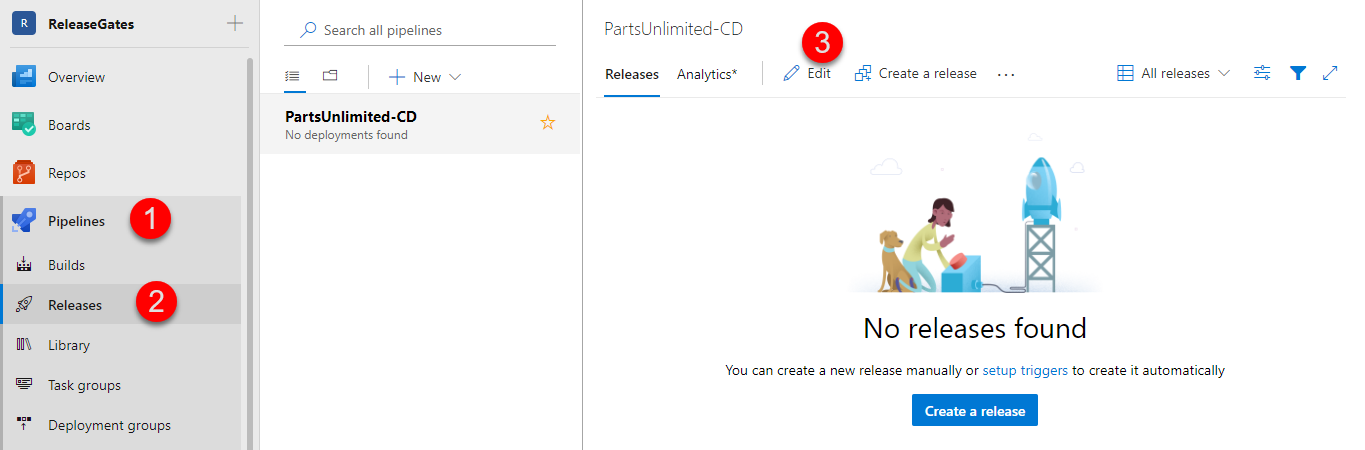 R ReleaseGates
Overview
Boards
Repos
Pipelines 1
Builds
Releases 2
Library
Task groups
Deployment groups
Search all pipelines
New
PartsUnlimited-CD
No deployments found
PartsUnlimited-CD
3
Releases Analytics* Edit Create a release ... All releases
No releases found
You can create a new release manually or setup triggers to create it automatically
Create a release